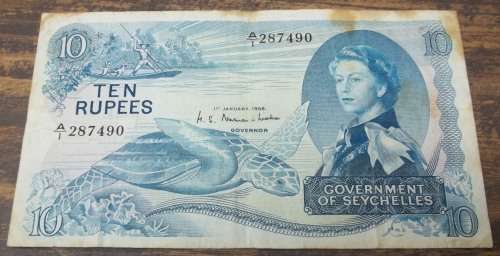 10
A/1 287490
10
TEN
RUPEES
1ST JANUARY, 1968.
A/1 287490
GOVERNOR
GOVERNMENT
OF SEYCHELLES
10
10